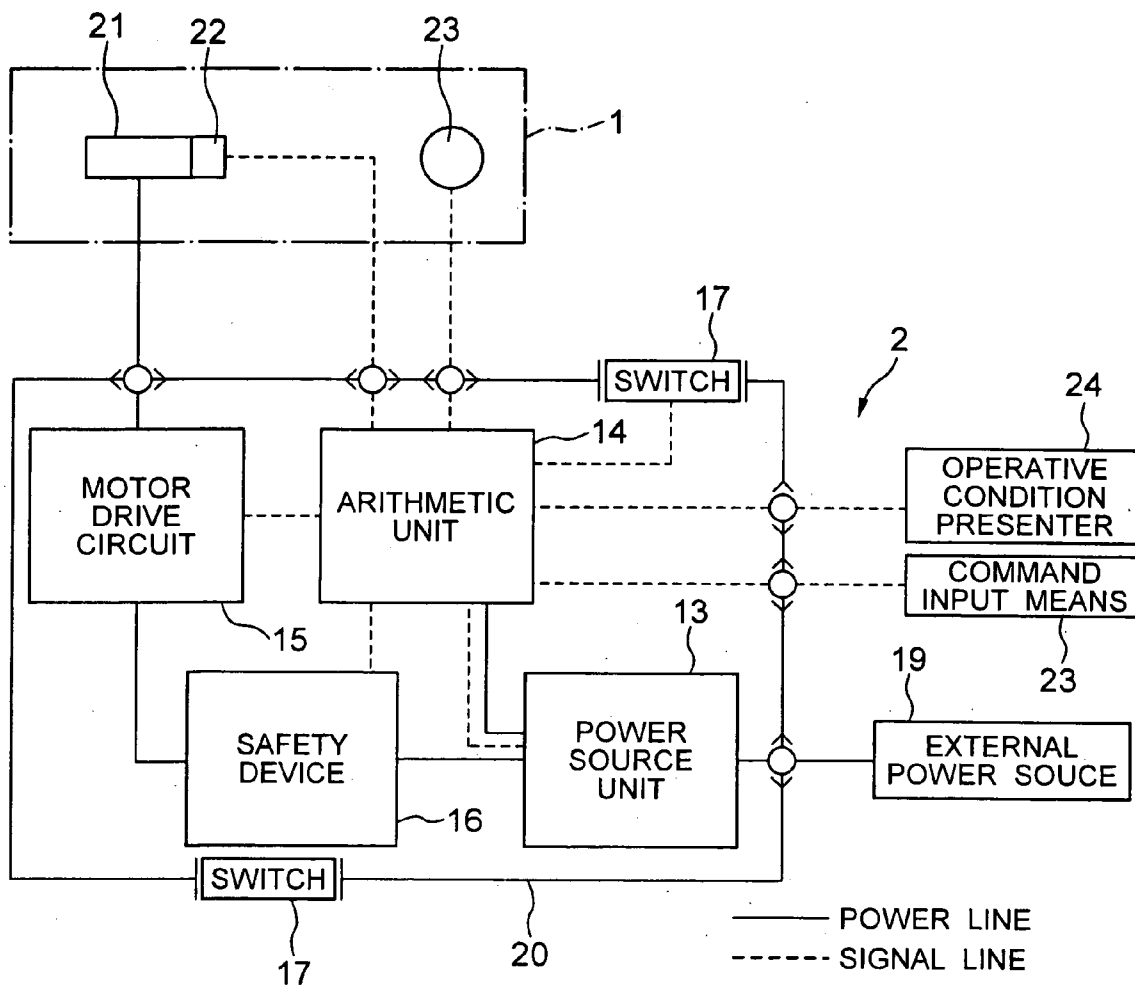 21
22
23
1
17
SWITCH
2
14
24
MOTOR
DRIVE
CIRCUIT
ARITHMETIC
UNIT
OPERATIVE
CONDITION
PRESENTER
COMMAND
INPUT MEANS
15
13
23
19
SAFETY
DEVICE
POWER
SOURCE
UNIT
EXTERNAL
POWER SOUCE
16
SWITCH
17
20
POWER LINE
SIGNAL LINE